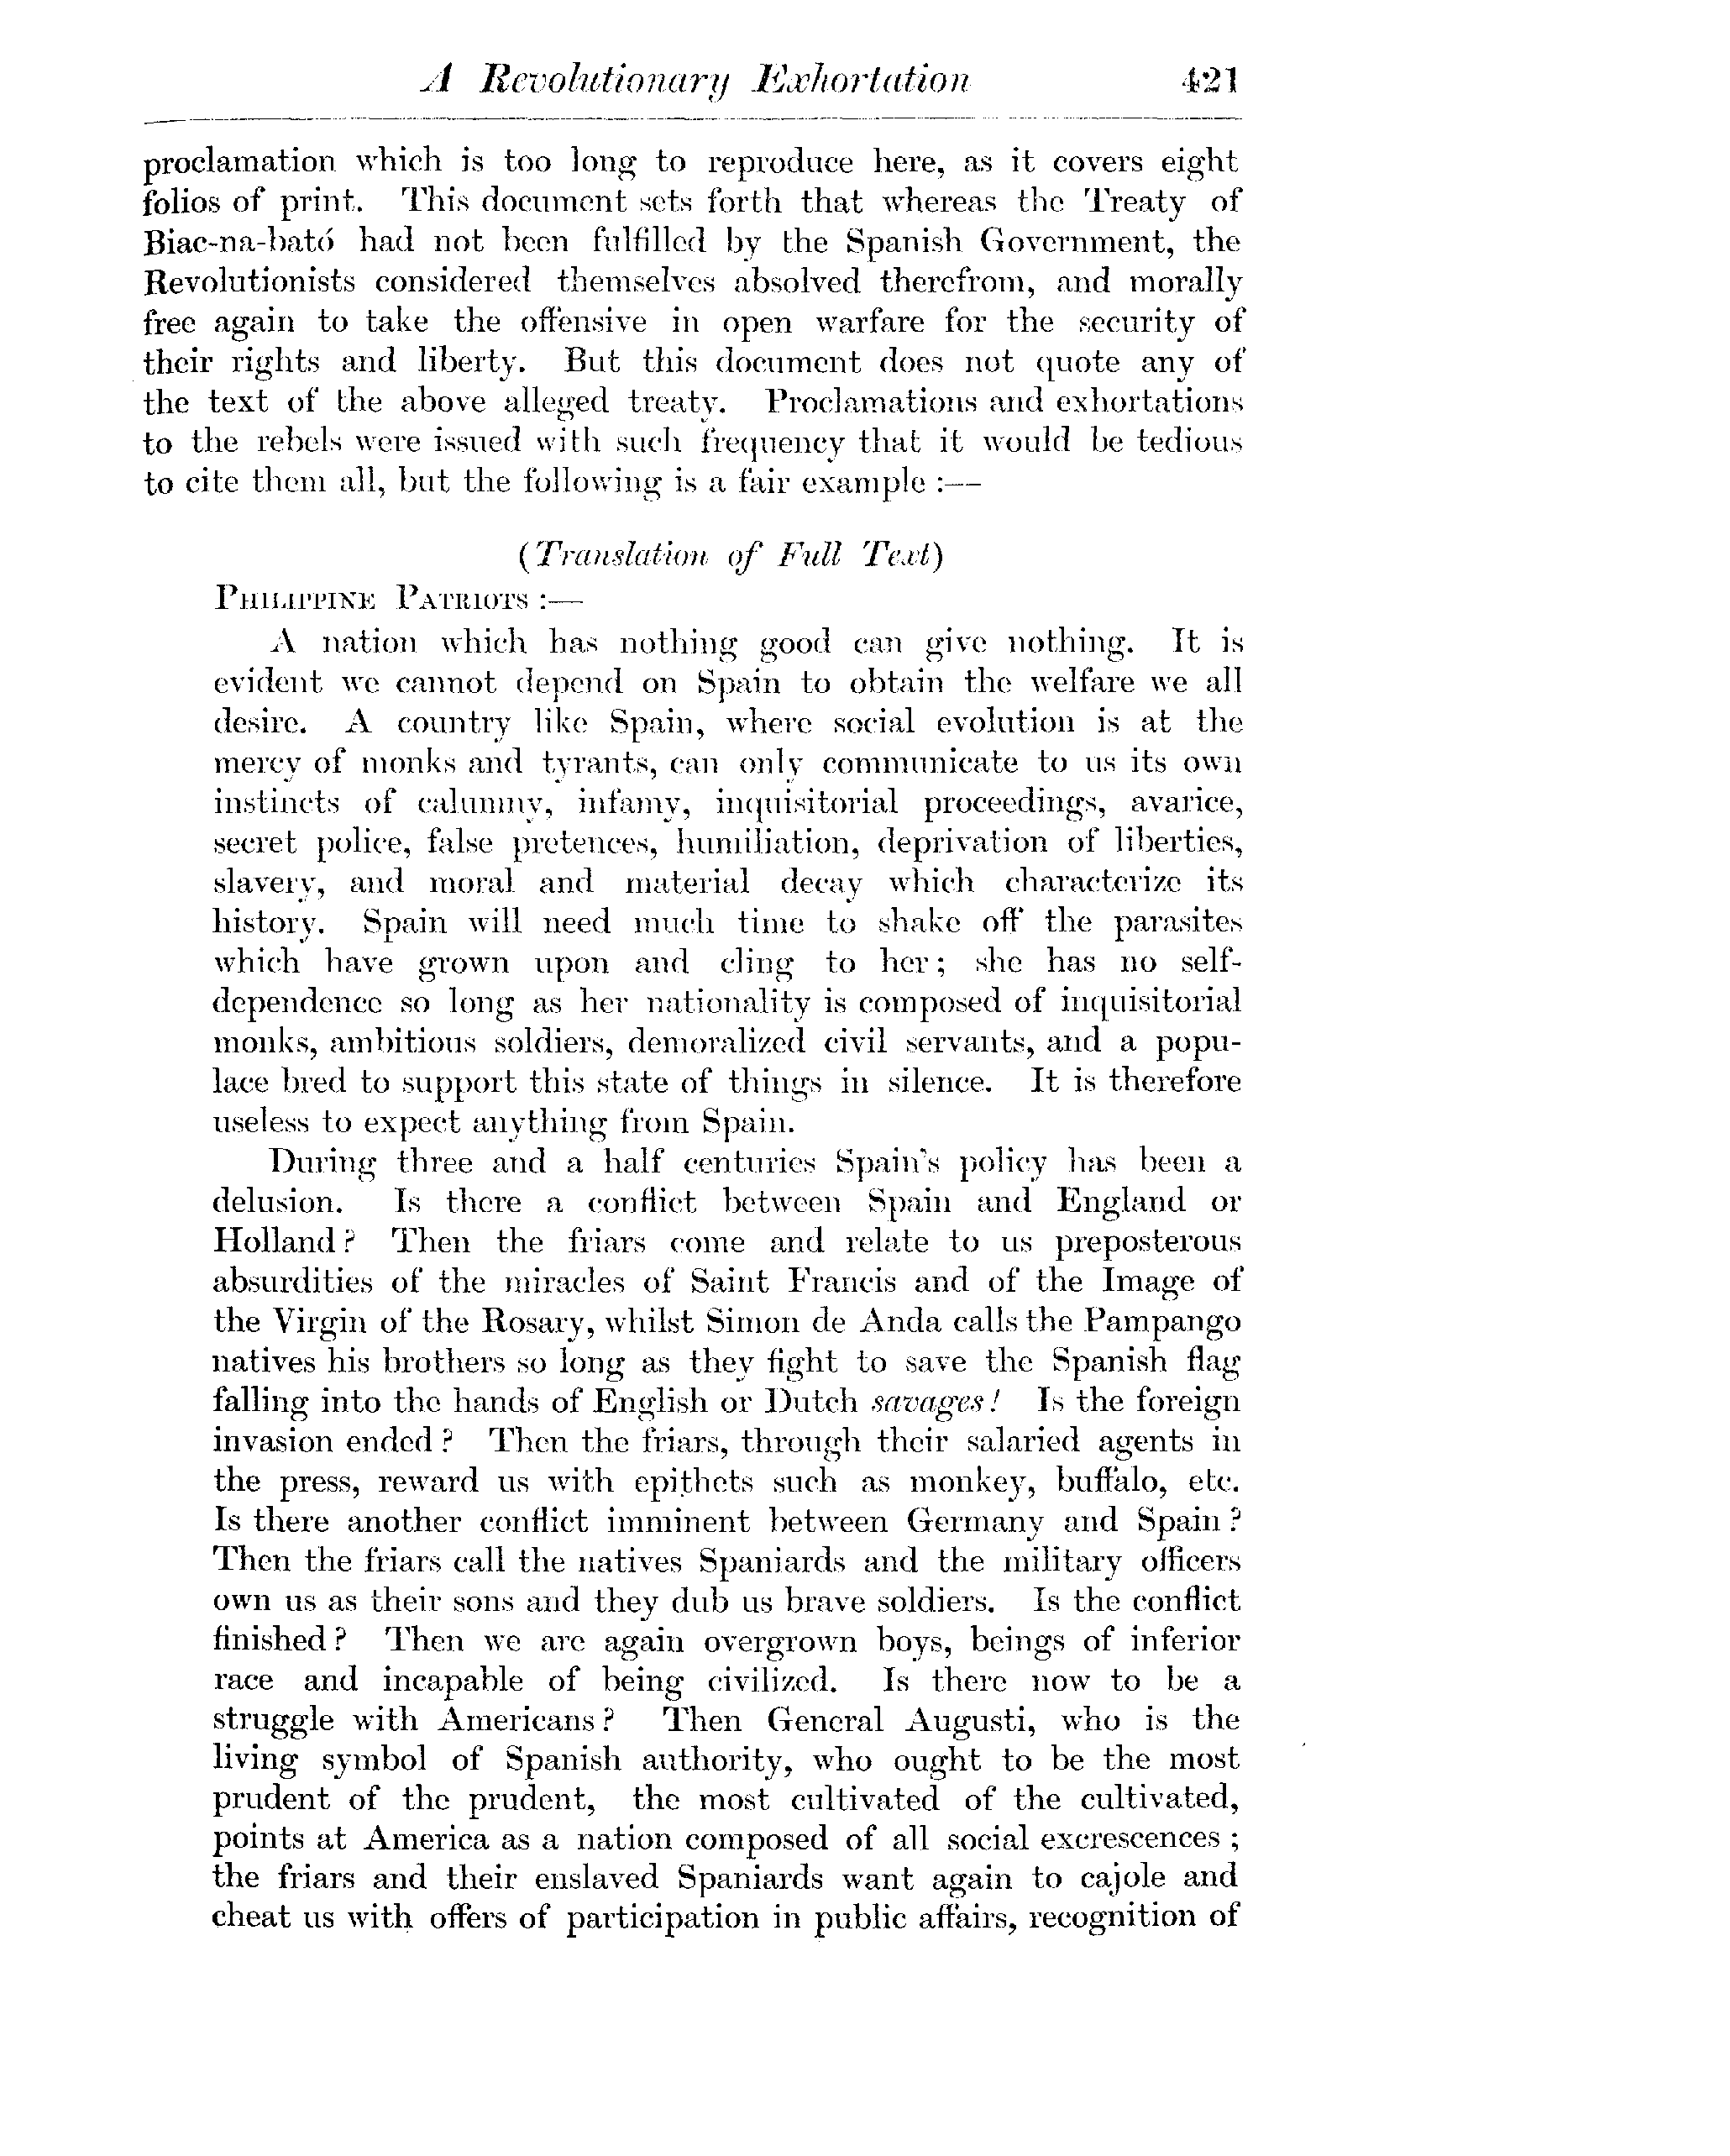 A Revolutionary Exhortation 421
proclamation which is too long to reproduce here, as it covers eight
folios of print. This document sets forth that whereas the Treaty of
Biac-na-bató had not been fulfilled by the Spanish Government, the
Revolutionists considered themselves absolved therefrom, and morally
free again to take the offensive in open warfare for the security of
their rights and liberty. But this document does not quote any of
the text of the above alleged treaty. Proclamations and exhortations
to the rebels were issued with such frequency that it would be tedious
to cite them all, but the following is a fair example :—
(Translation of Full Text)
PHILIPPINE PATRIOTS :—
A nation which has nothing good can give nothing. It is
evident we cannot depend on Spain to obtain the welfare we all
desire. A country like Spain, where social evolution is at the
mercy of monks and tyrants, can only communicate to us its own
instincts of calumny, infamy, inquisitorial proceedings, avarice,
secret police, false pretences, humiliation, deprivation of liberties,
slavery, and moral and material decay which characterize its
history. Spain will need much time to shake off the parasites
which have grown upon and cling to her; she has no self-
dependence so long as her nationality is composed of inquisitorial
monks, ambitious soldiers, demoralized civil servants, and a popu-
lace bred to support this state of things in silence. It is therefore
useless to expect anything from Spain.
During three and a half centuries Spain's policy has been a
delusion. Is there a conflict between Spain and England or
Holland? Then the friars come and relate to us preposterous
absurdities of the miracles of Saint Francis and of the Image of
the Virgin of the Rosary, whilst Simon de Anda calls the Pampango
natives his brothers so long as they fight to save the Spanish flag
falling into the hands of English or Dutch savages! Is the foreign
invasion ended? Then the friars, through their salaried agents in
the press, reward us with epithets such as monkey, buffalo, etc.
Is there another conflict imminent between Germany and Spain?
Then the friars call the natives Spaniards and the military officers
own us as their sons and they dub us brave soldiers. Is the conflict
finished? Then we are again overgrown boys, beings of inferior
race and incapable of being civilized. Is there now to be a
struggle with Americans? Then General Augusti, who is the
living symbol of Spanish authority, who ought to be the most
prudent of the prudent, the most cultivated of the cultivated,
points at America as a nation composed of all social excrescences ;
the friars and their enslaved Spaniards want again to cajole and
cheat us with offers of participation in public affairs, recognition of